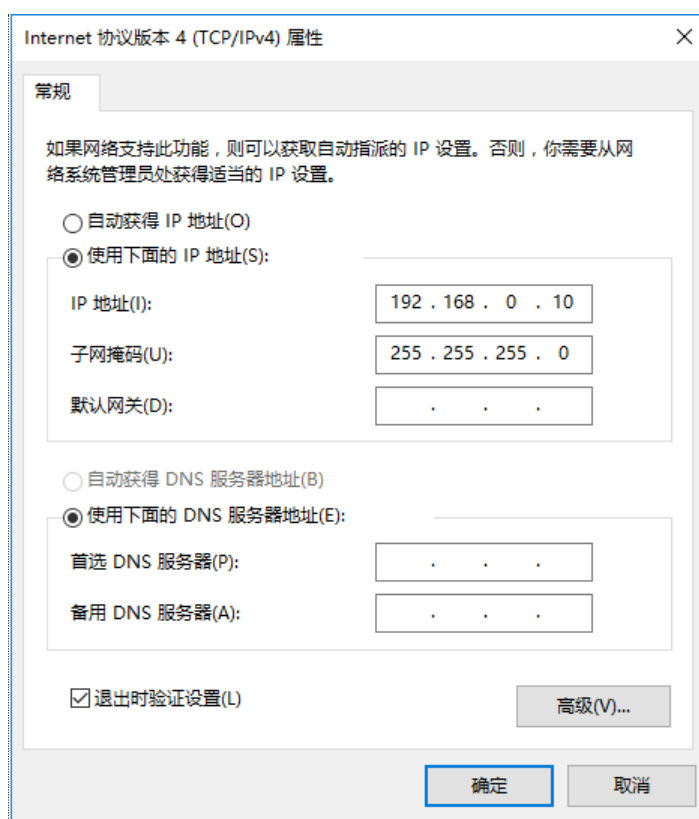 Internet 协议版本 4 (TCP/IPv4) 属性
常规
如果网络支持此功能，则可以获取自动指派的 IP 设置。否则，你需要从网
络系统管理员处获得适当的 IP 设置。
自动获得 IP 地址(O)
使用下面的 IP 地址(S):
IP 地址(I): 192 . 168 . 0 . 10
子网掩码(U): 255 . 255 . 255 . 0
默认网关(D): . . .
自动获得 DNS 服务器地址(B)
使用下面的 DNS 服务器地址(E):
首选 DNS 服务器(P): . . .
备用 DNS 服务器(A): . . .
退出时验证设置(L)
高级(V)...
确定 取消